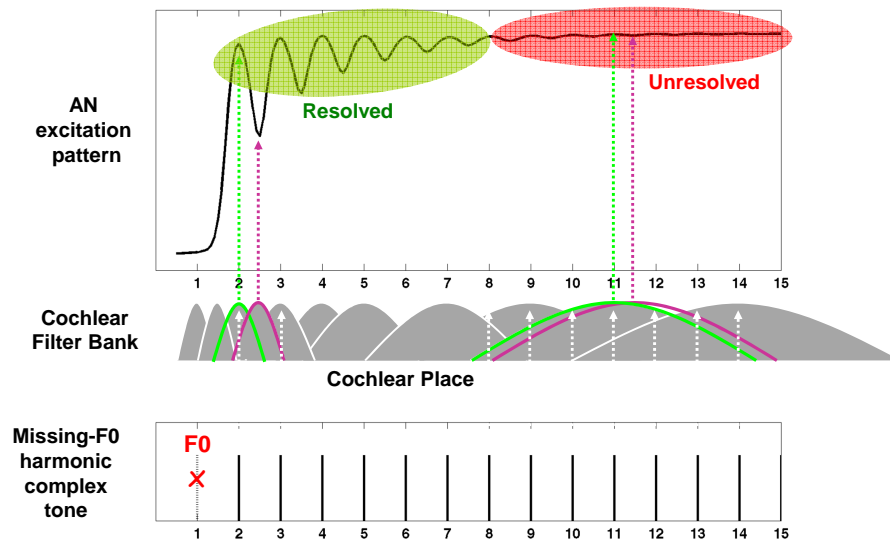 AN
excitation
pattern
Resolved
Unresolved
1 2 3 4 5 6 7 8 9 10 11 12 13 14 15
Cochlear
Filter Bank
Cochlear Place
Missing-F0
harmonic
complex
tone
F0
1 2 3 4 5 6 7 8 9 10 11 12 13 14 15